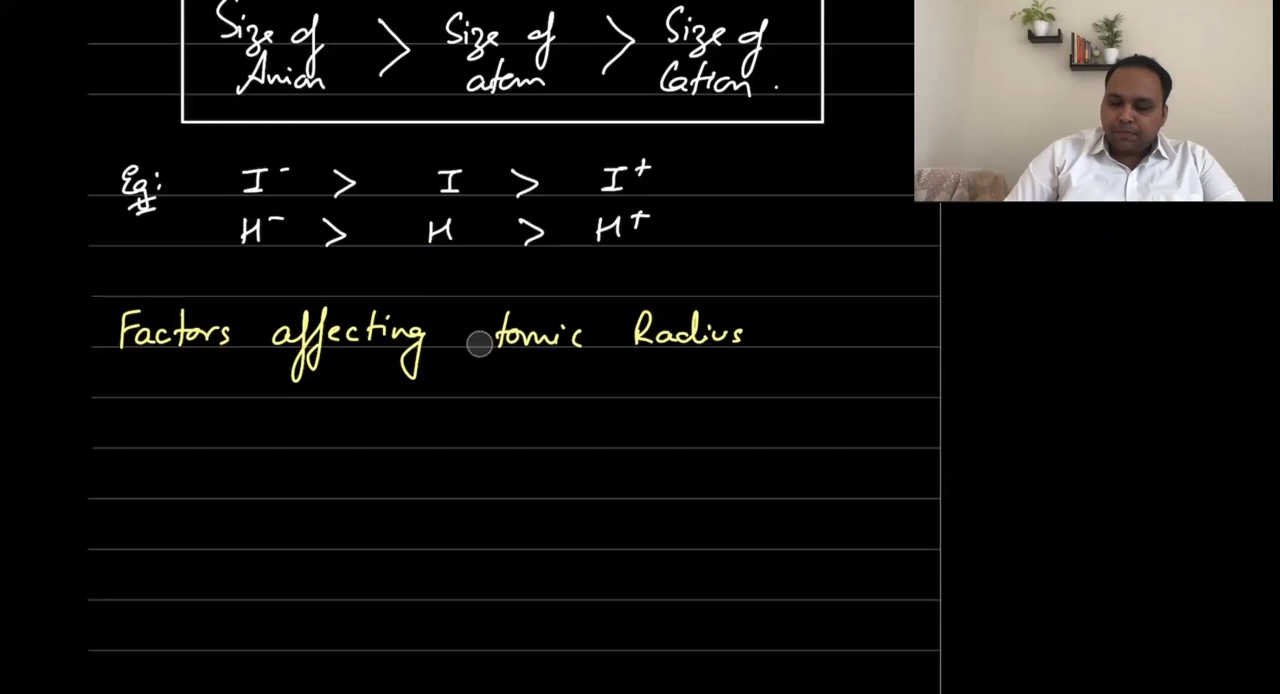 Size of > Size of > Size of
Anion atom Cation.
Eg: I⁻ > I > I⁺
H⁻ > H > H⁺
Factors affecting tomic Radius